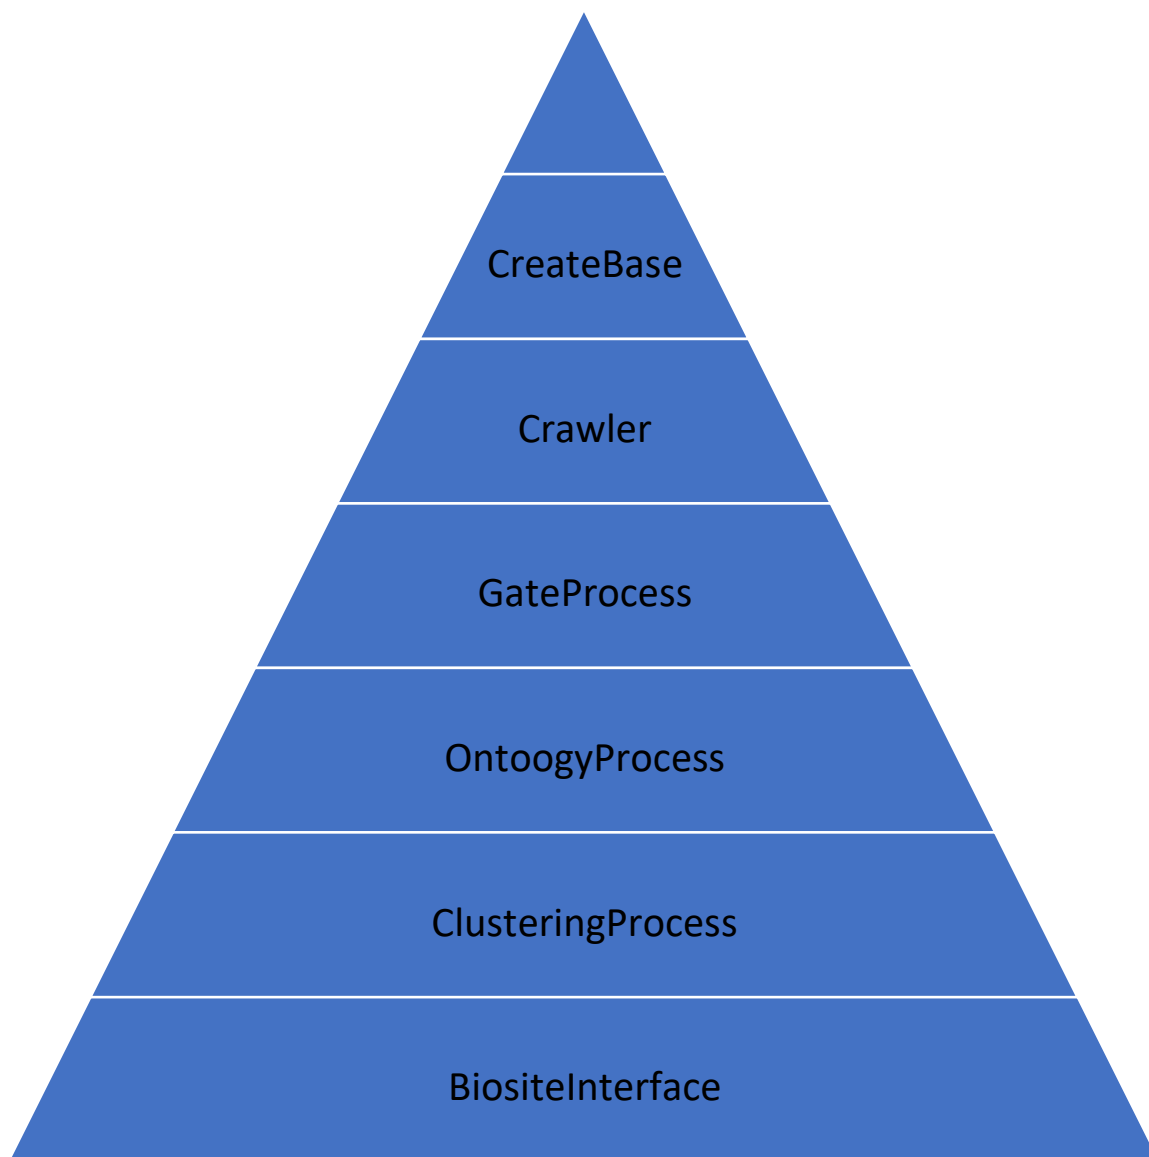 CreateBase
Crawler
GateProcess
OntoogyProcess
ClusteringProcess
BiositeInterface